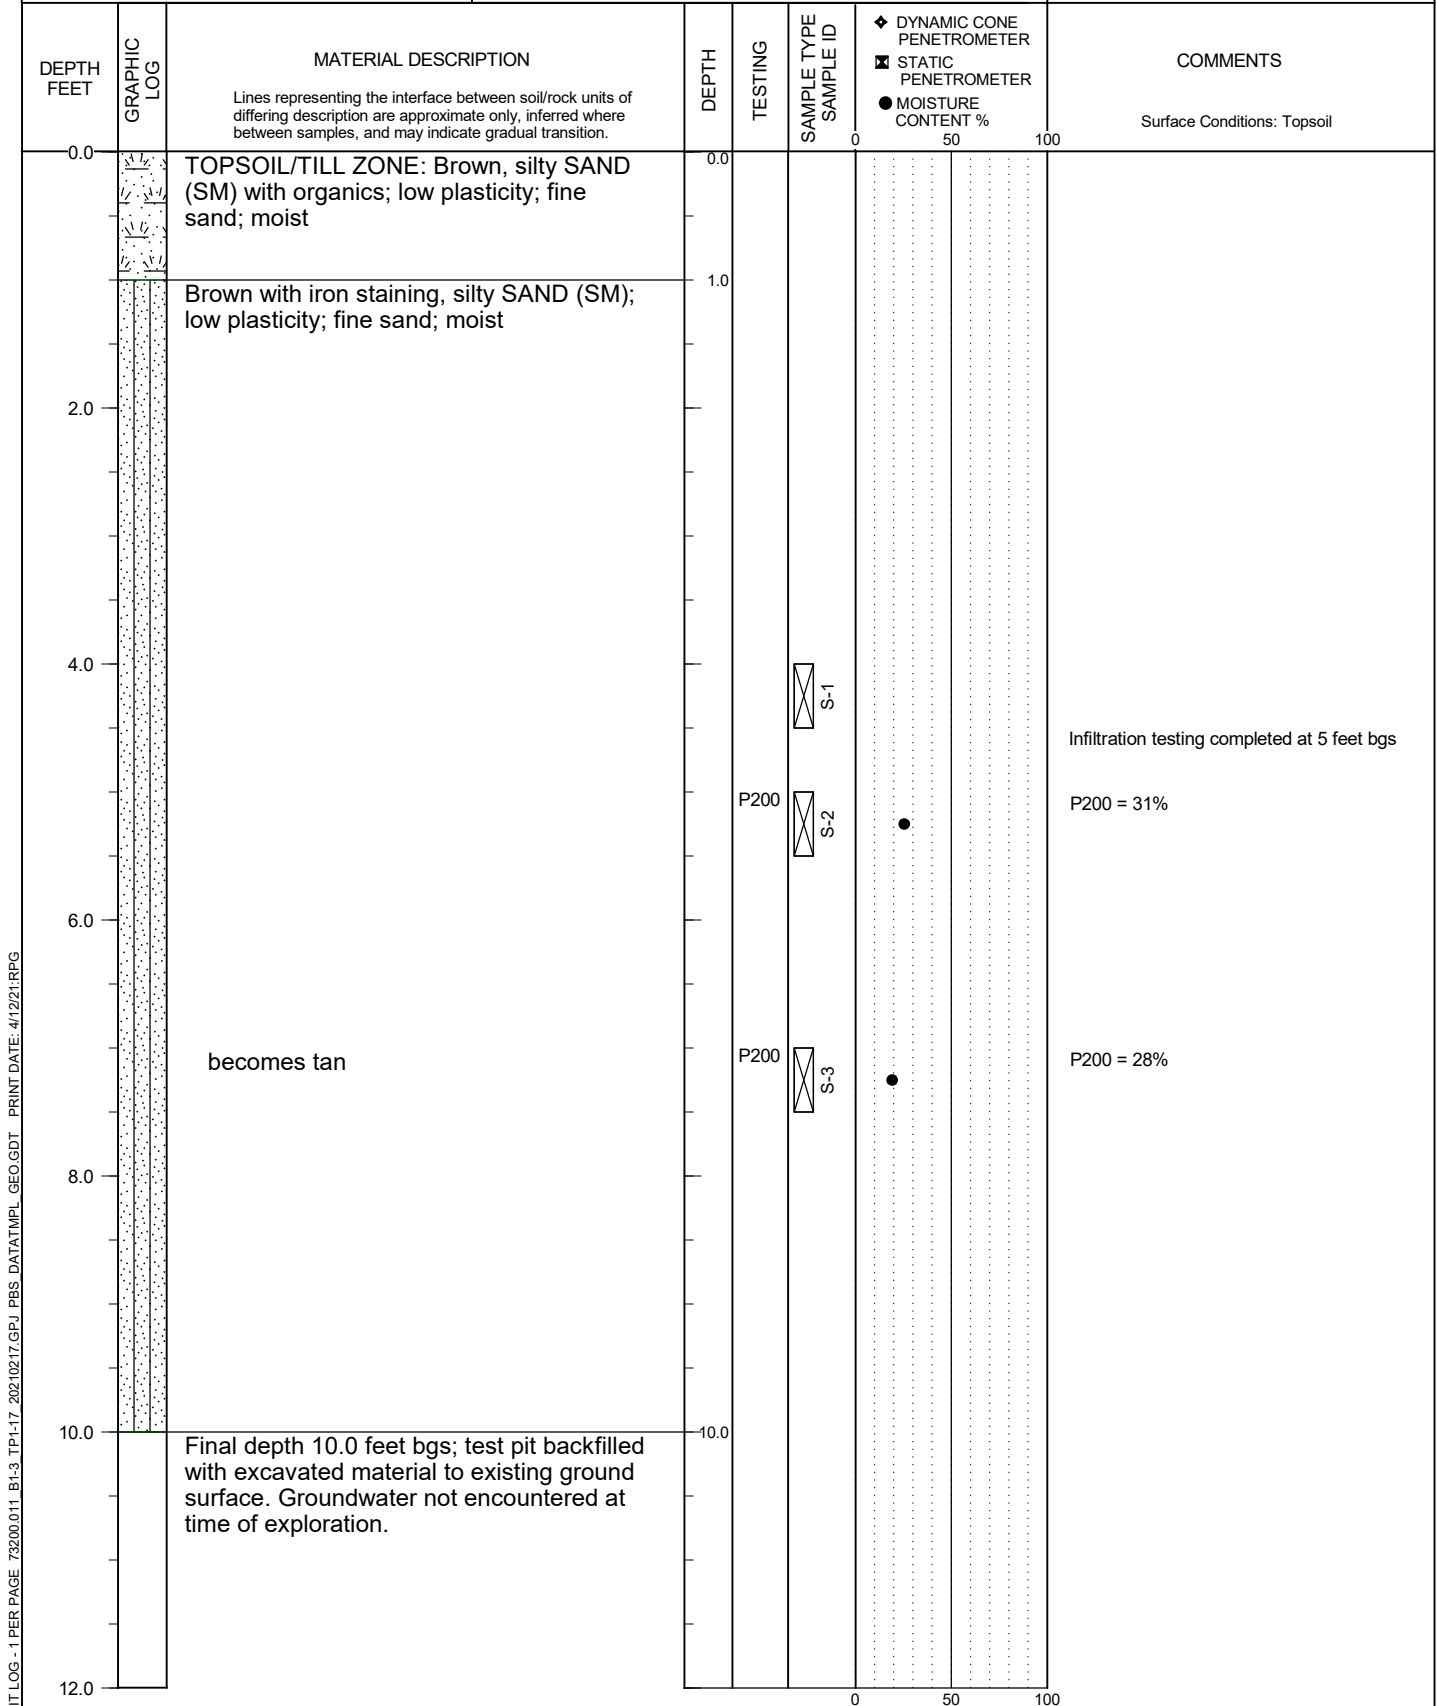 DEPTH
FEET
GRAPHIC
LOG
MATERIAL DESCRIPTION
Lines representing the interface between soil/rock units of
differing description are approximate only, inferred where
between samples, and may indicate gradual transition.
DEPTH
TESTING
SAMPLE TYPE
SAMPLE ID
DYNAMIC CONE
PENETROMETER
STATIC
PENETROMETER
MOISTURE
CONTENT %
0 50 100
COMMENTS
Surface Conditions: Topsoil
0.0
TOPSOIL/TILL ZONE: Brown, silty SAND
(SM) with organics; low plasticity; fine
sand; moist
0.0
1.0
Brown with iron staining, silty SAND (SM);
low plasticity; fine sand; moist
2.0
4.0
S-1
Infiltration testing completed at 5 feet bgs
P200
S-2
P200 = 31%
6.0
becomes tan
P200
S-3
P200 = 28%
8.0
10.0
10.0
Final depth 10.0 feet bgs; test pit backfilled
with excavated material to existing ground
surface. Groundwater not encountered at
time of exploration.
12.0
0 50 100
IT LOG - 1 PER PAGE 73200.011 B1-3 TP1-17_20210217.GPJ PBS_DATATMPL_GEO.GDT PRINT DATE: 4/12/21:RPG